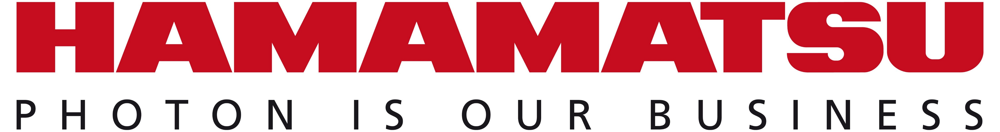 HAMAMATSU
PHOTON IS OUR BUSINESS